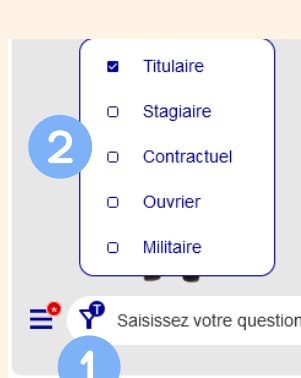 Titulaire
Stagiaire
2
Contractuel
Ouvrier
Militaire
*
T
Saisissez votre question
1